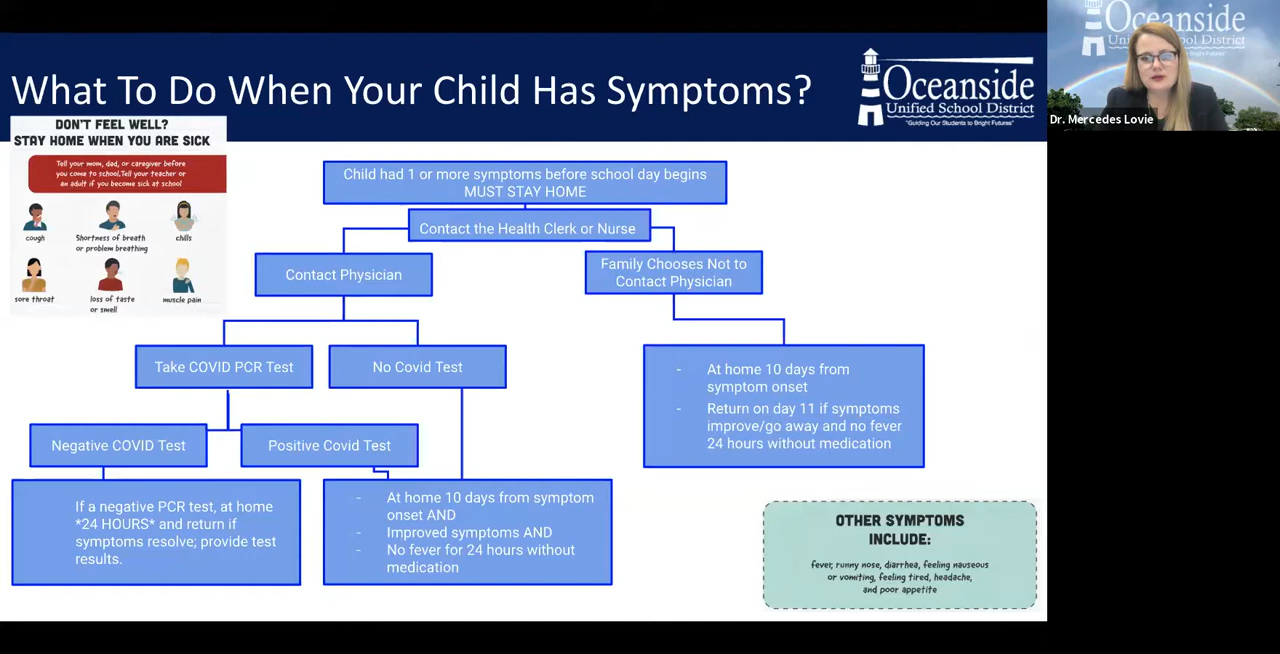 What To Do When Your Child Has Symptoms?
Oceanside
Unified School District
"Guiding Our Students to Bright Futures"
Oceanside
Dr. Mercedes Lovie
DON'T FEEL WELL?
STAY HOME WHEN YOU ARE SICK
Tell your mom, dad, or caregiver before
you come to school.Tell your teacher or
an adult if you become sick at school
cough
Shortness of breath
or problem breathing
chills
sore throat
loss of taste
or smell
muscle pain
Child had 1 or more symptoms before school day begins
MUST STAY HOME
Contact the Health Clerk or Nurse
Contact Physician
Family Chooses Not to
Contact Physician
Take COVID PCR Test
No Covid Test
- At home 10 days from
symptom onset
- Return on day 11 if symptoms
improve/go away and no fever
24 hours without medication
Negative COVID Test
Positive Covid Test
If a negative PCR test, at home
*24 HOURS* and return if
symptoms resolve; provide test
results.
- At home 10 days from symptom
onset AND
- Improved symptoms AND
- No fever for 24 hours without
medication
OTHER SYMPTOMS
INCLUDE:
fever, runny nose, diarrhea, feeling nauseous
or vomiting, feeling tired, headache,
and poor appetite